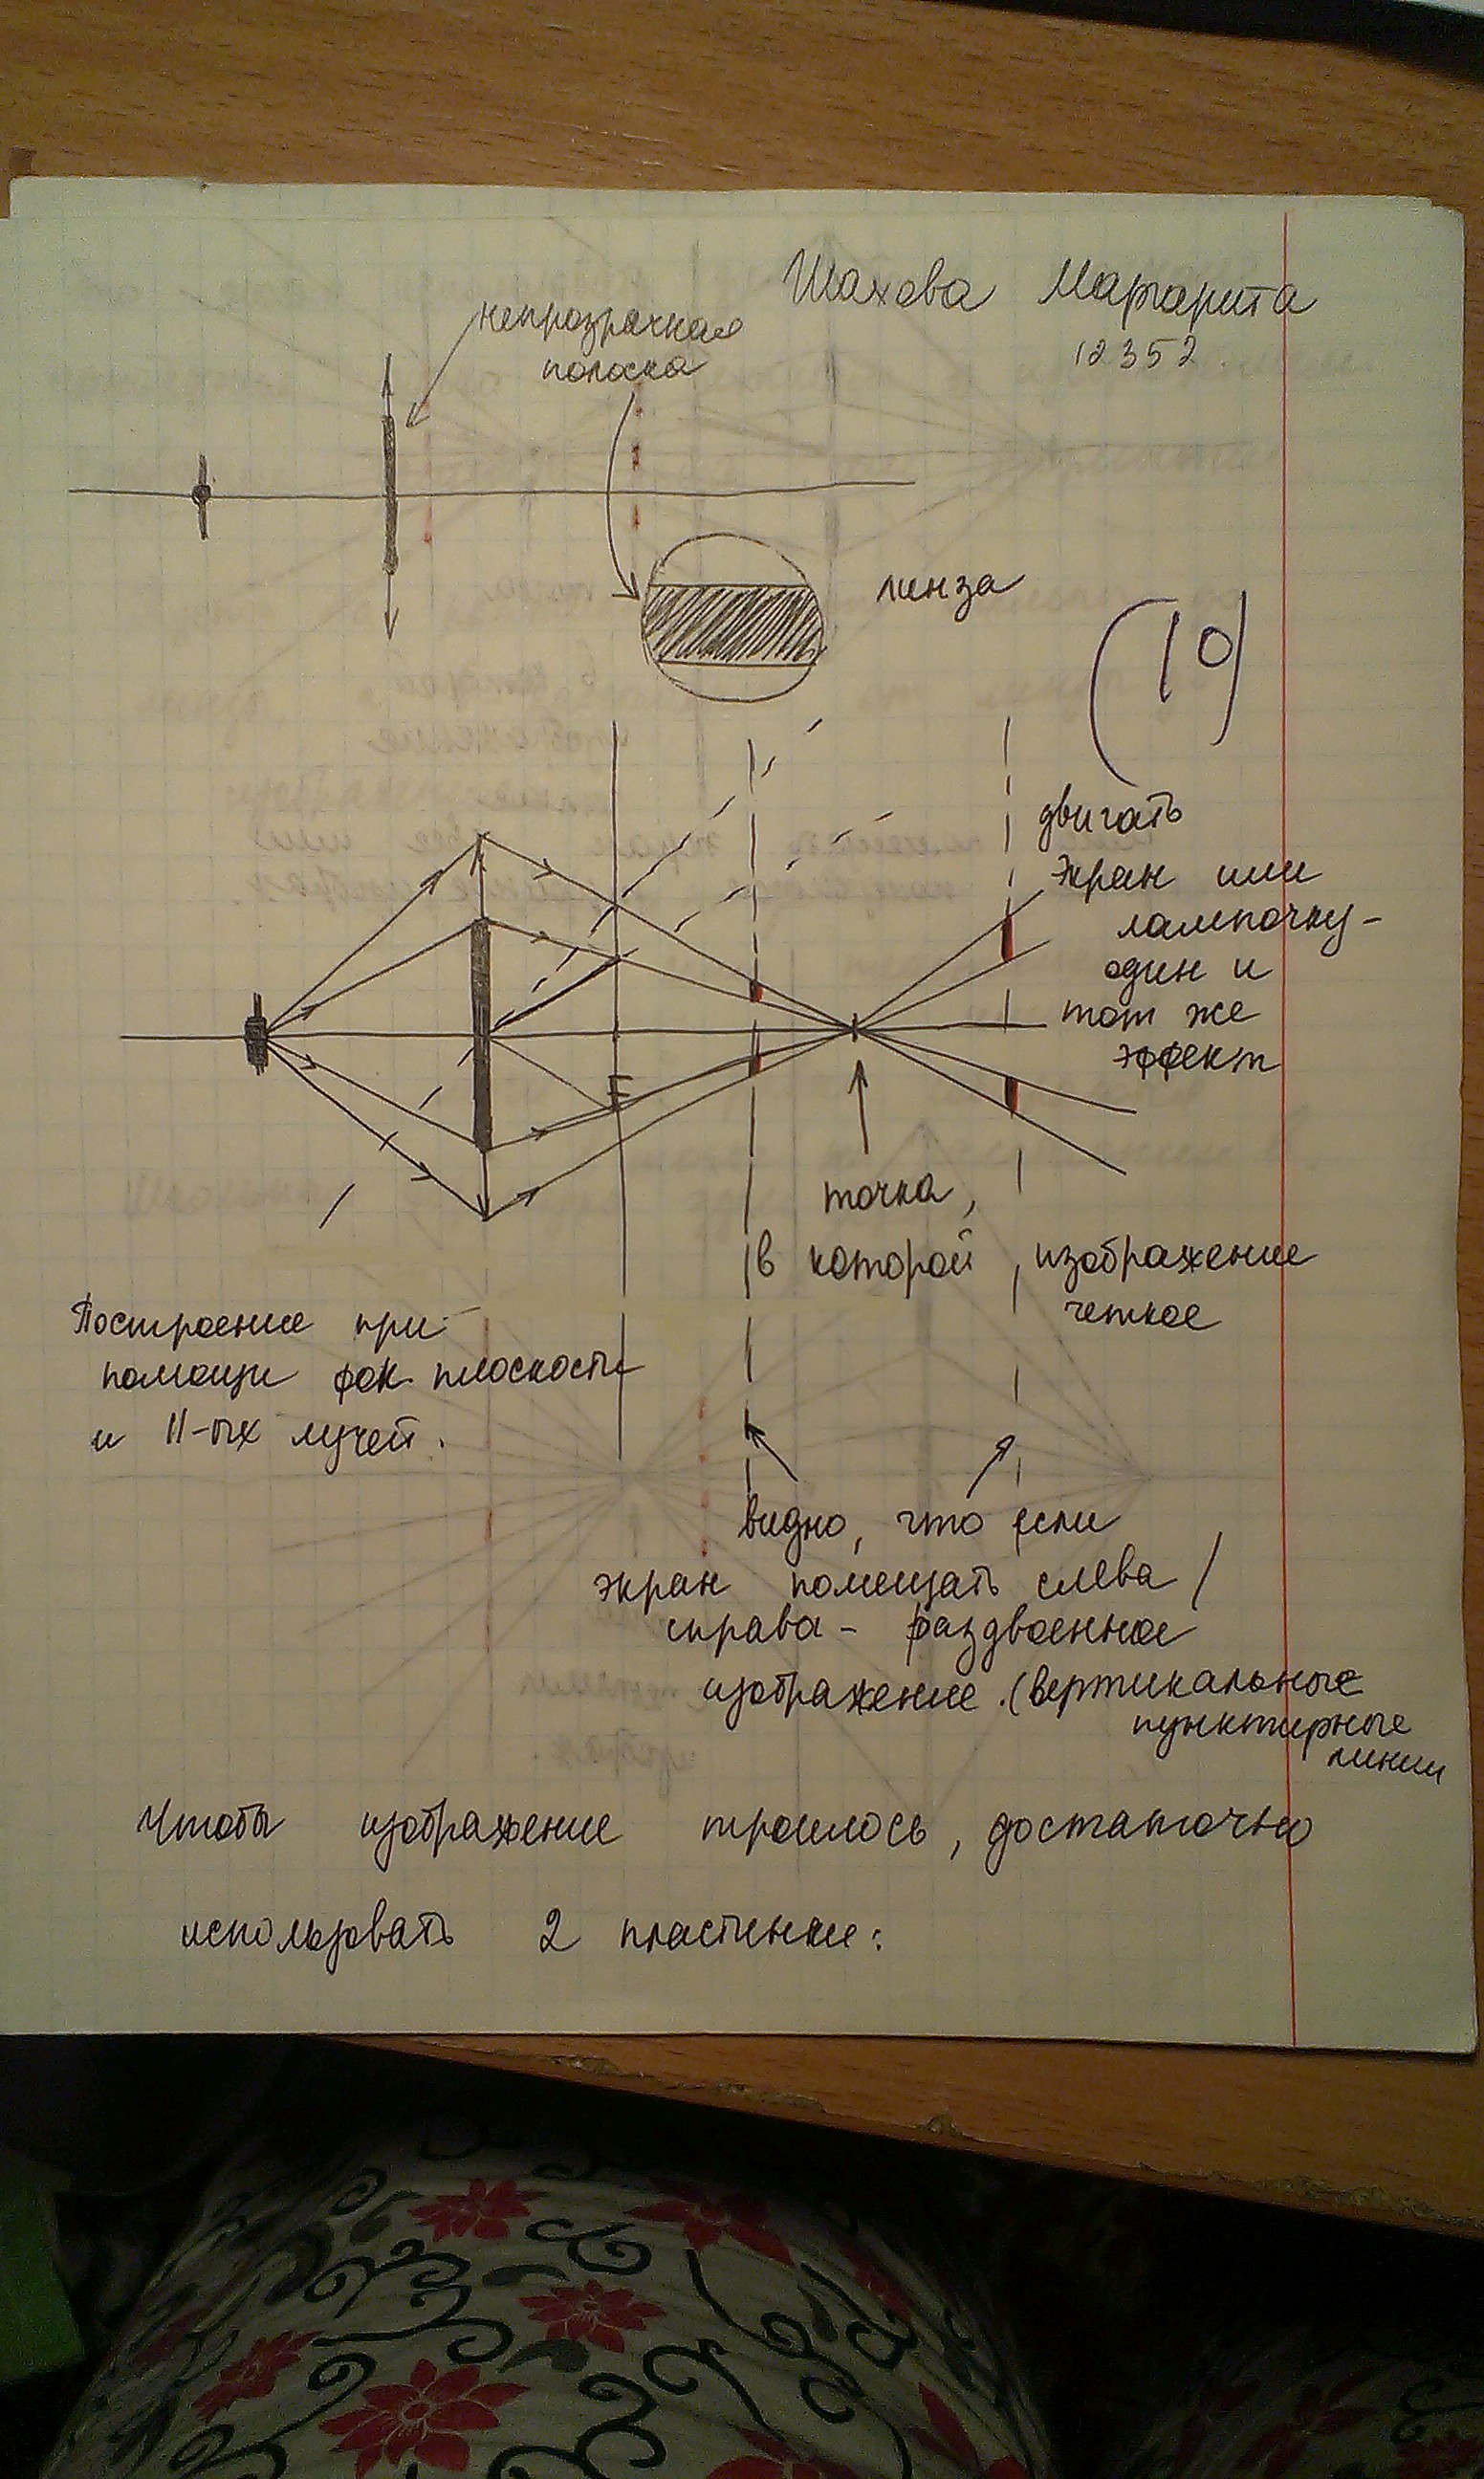 Шахова Маргарита
12352
непрозрачная
полоска
линза
10
двигать
экран или
лампочку -
один и
тот же
эффект
F
точка,
в которой, изображение
четкое
Построение при
помощи фок. плоскости
и ||-ых лучей.
видно, что если
экран помещать слева /
справа - раздвоенное
изображение. (вертикальные
пунктирные
линии
Чтобы изображение троилось, достаточно
использовать 2 пластинки: